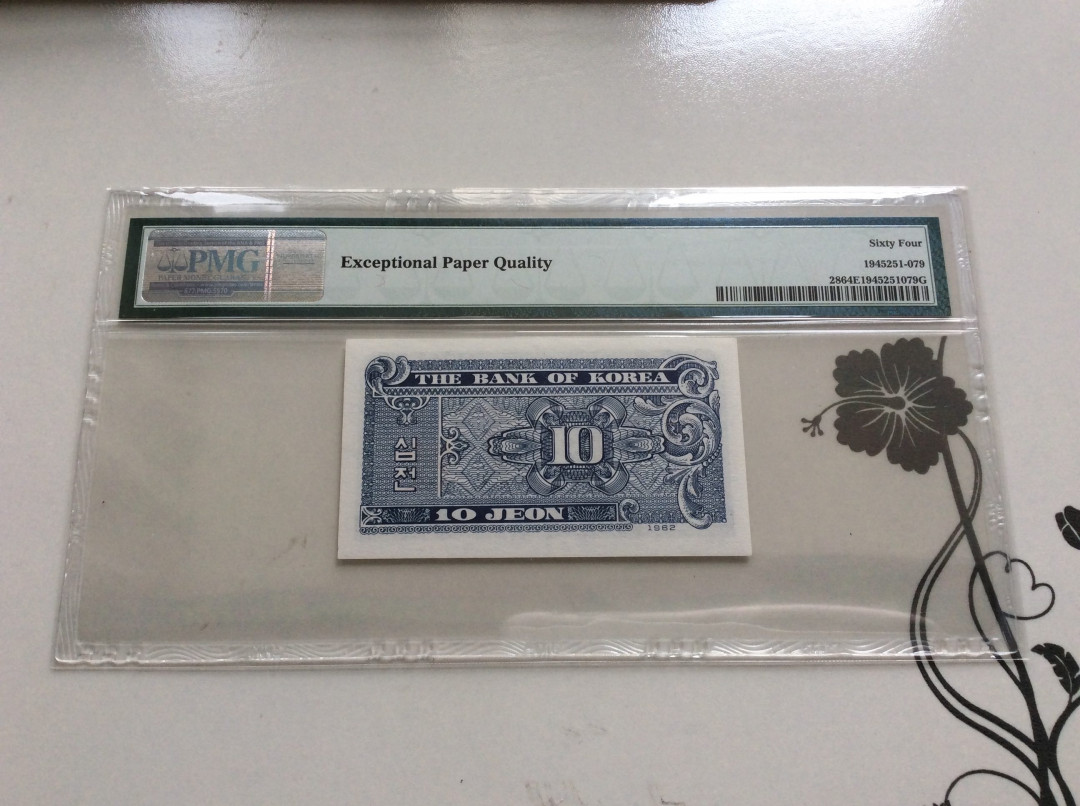 PMG
Exceptional Paper Quality
Sixty Four
1945251-079
2864E1945251079G
THE BANK OF KOREA
십전
10
10 JEON
1962